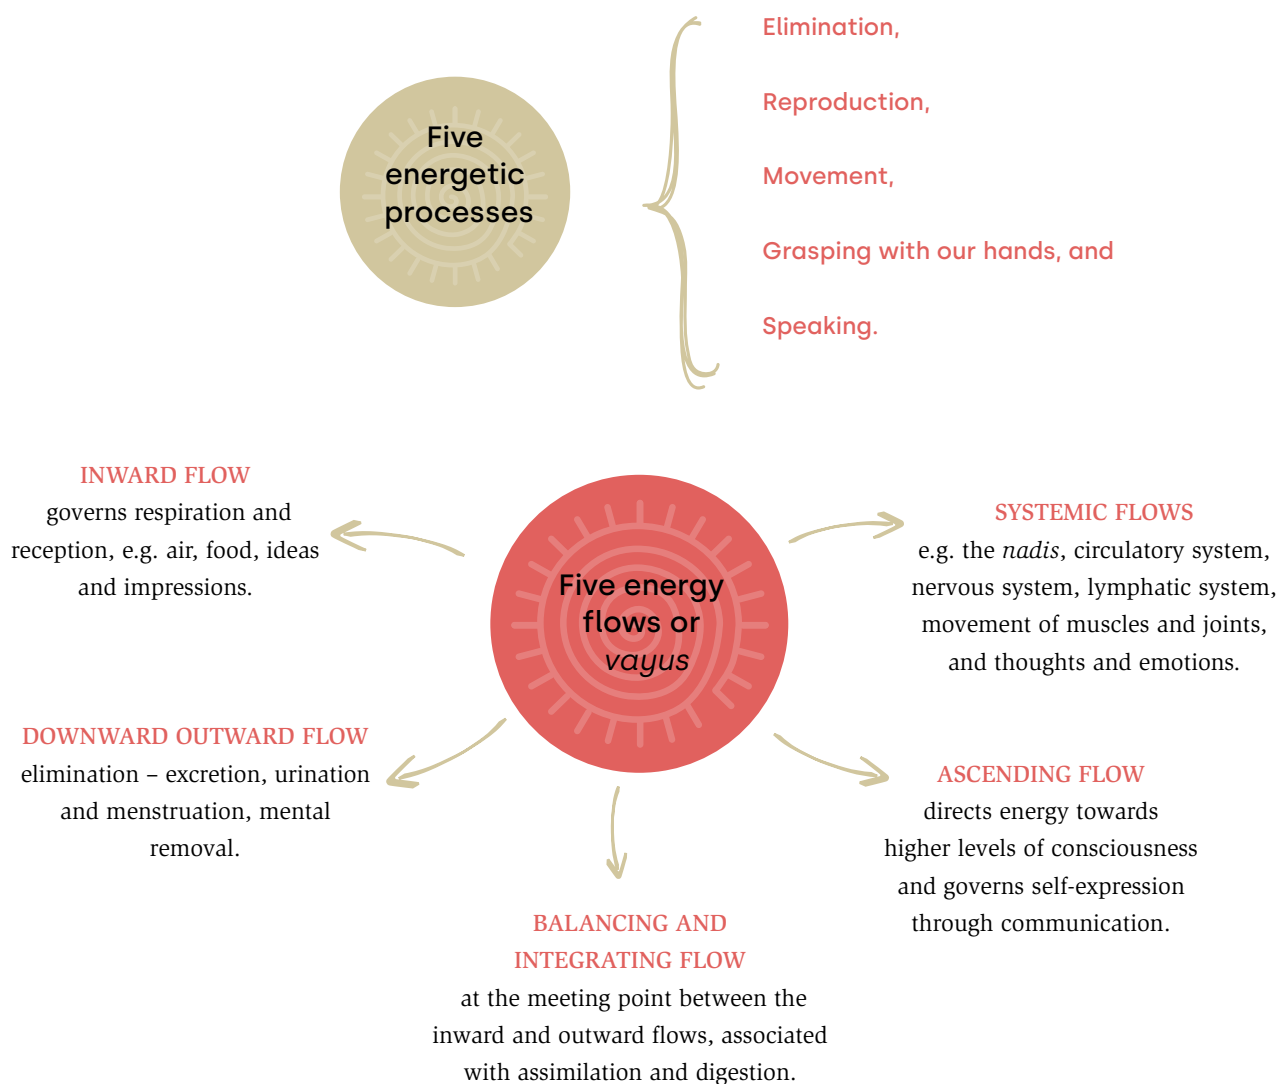 Five
energetic
processes
Elimination,
Reproduction,
Movement,
Grasping with our hands, and
Speaking.
Five energy
flows or
vayus
INWARD FLOW
governs respiration and
reception, e.g. air, food, ideas
and impressions.
SYSTEMIC FLOWS
e.g. the nadis, circulatory system,
nervous system, lymphatic system,
movement of muscles and joints,
and thoughts and emotions.
DOWNWARD OUTWARD FLOW
elimination – excretion, urination
and menstruation, mental
removal.
ASCENDING FLOW
directs energy towards
higher levels of consciousness
and governs self-expression
through communication.
BALANCING AND
INTEGRATING FLOW
at the meeting point between the
inward and outward flows, associated
with assimilation and digestion.